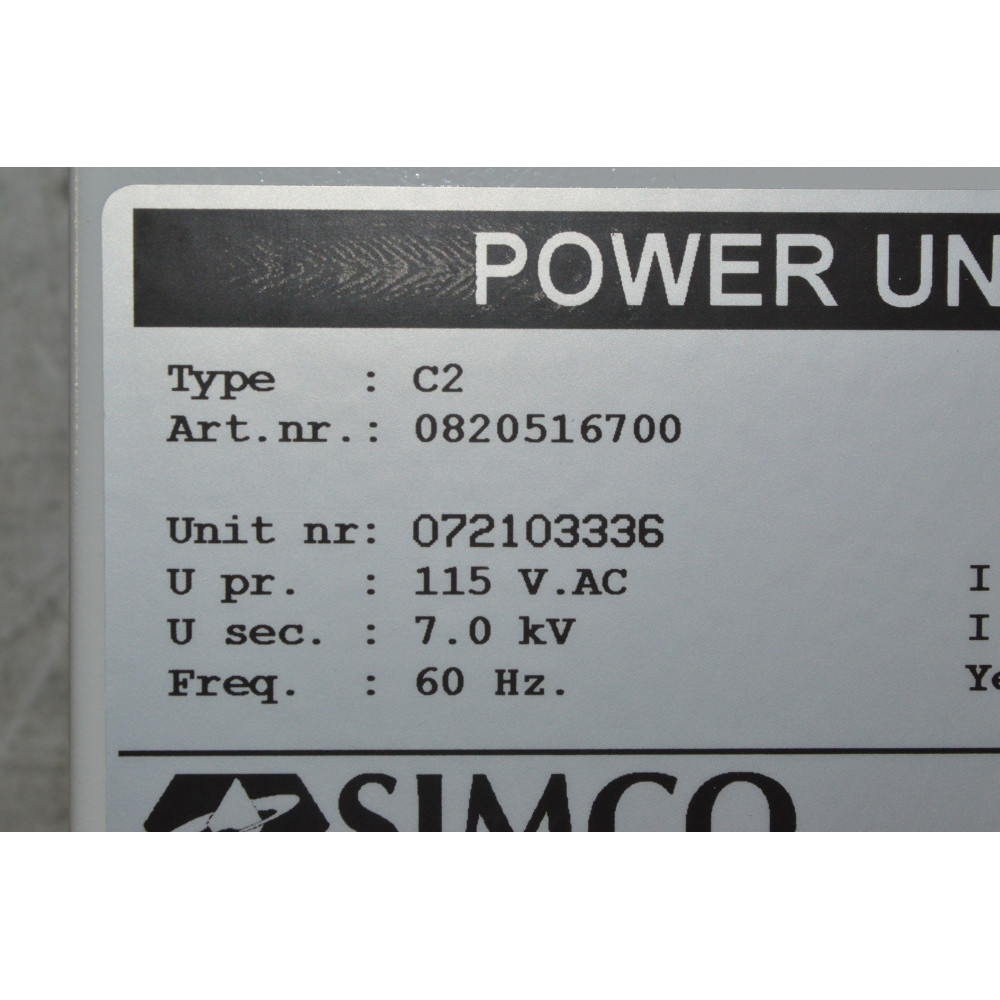 POWER UN
Type : C2
Art.nr.: 0820516700
Unit nr: 072103336
U pr. : 115 V.AC I
U sec. : 7.0 kV I
Freq. : 60 Hz. Ye
SIMCO